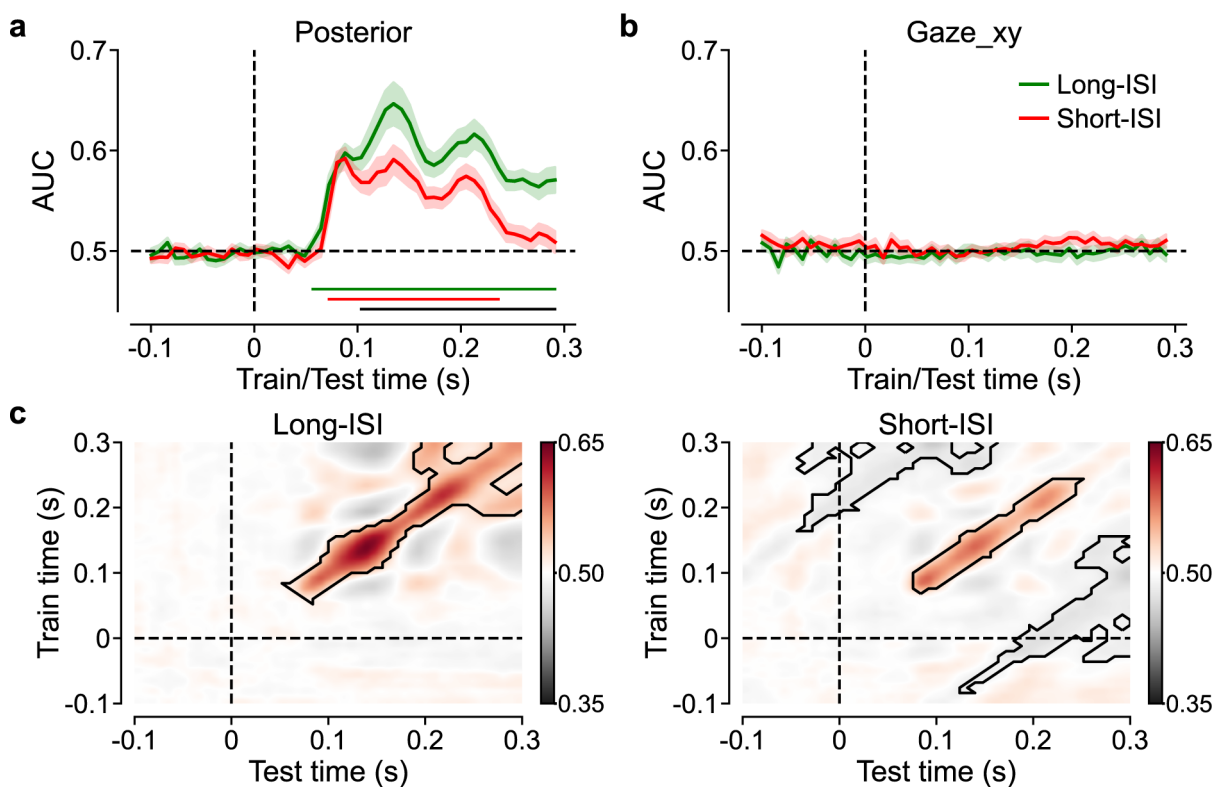 a
Posterior
0.7
0.6
0.5
AUC
-0.1 0 0.1 0.2 0.3
Train/Test time (s)
b
Gaze_xy
0.7
0.6
0.5
AUC
Long-ISI
Short-ISI
-0.1 0 0.1 0.2 0.3
Train/Test time (s)
c
Long-ISI
0.3
0.2
0.1
0
-0.1
Train time (s)
-0.1 0 0.1 0.2 0.3
Test time (s)
0.65
0.50
0.35
Short-ISI
0.3
0.2
0.1
0
-0.1
Train time (s)
-0.1 0 0.1 0.2 0.3
Test time (s)
0.65
0.50
0.35